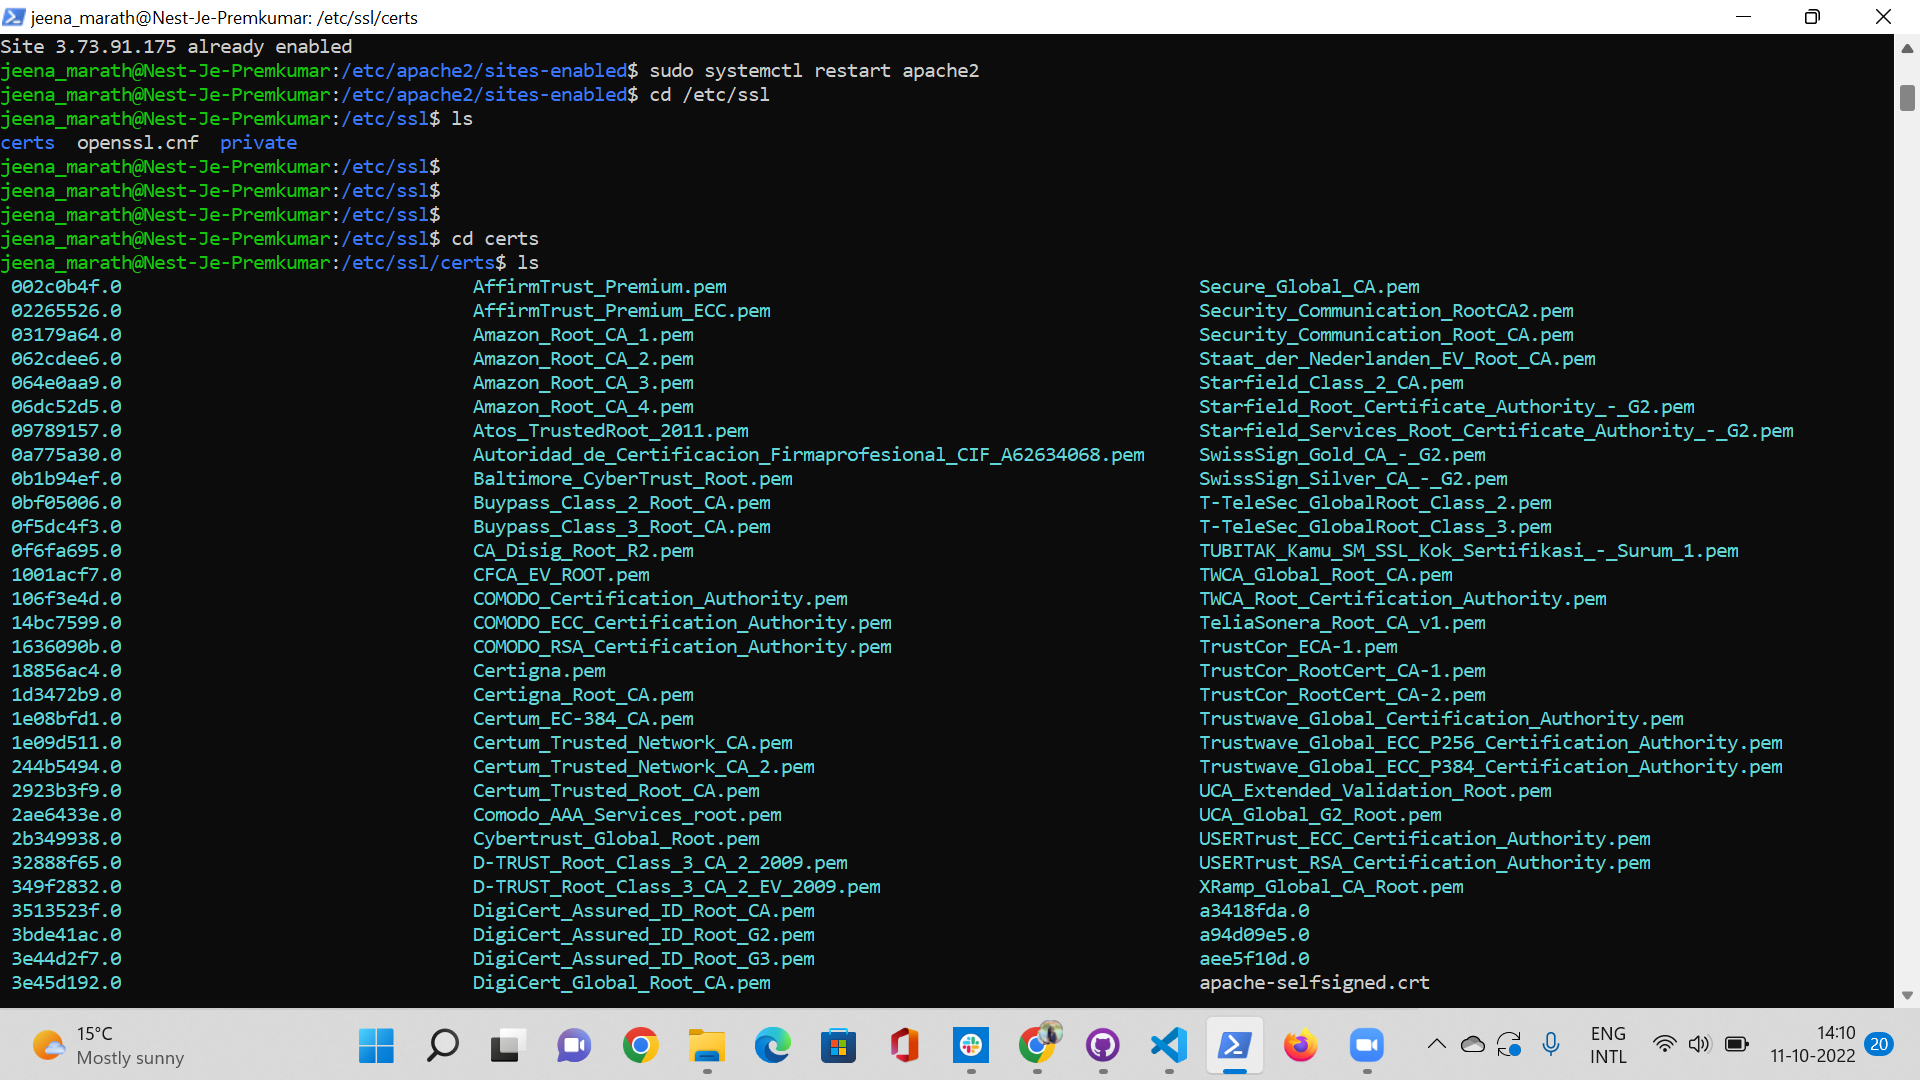 jeena_marath@Nest-Je-Premkumar: /etc/ssl/certs
Site 3.73.91.175 already enabled
jeena_marath@Nest-Je-Premkumar:/etc/apache2/sites-enabled$ sudo systemctl restart apache2
jeena_marath@Nest-Je-Premkumar:/etc/apache2/sites-enabled$ cd /etc/ssl
jeena_marath@Nest-Je-Premkumar:/etc/ssl$ ls
certs  openssl.cnf  private
jeena_marath@Nest-Je-Premkumar:/etc/ssl$
jeena_marath@Nest-Je-Premkumar:/etc/ssl$
jeena_marath@Nest-Je-Premkumar:/etc/ssl$
jeena_marath@Nest-Je-Premkumar:/etc/ssl$ cd certs
jeena_marath@Nest-Je-Premkumar:/etc/ssl/certs$ ls
002c0b4f.0 AffirmTrust_Premium.pem Secure_Global_CA.pem
02265526.0 AffirmTrust_Premium_ECC.pem Security_Communication_RootCA2.pem
03179a64.0 Amazon_Root_CA_1.pem Security_Communication_Root_CA.pem
062cdee6.0 Amazon_Root_CA_2.pem Staat_der_Nederlanden_EV_Root_CA.pem
064e0aa9.0 Amazon_Root_CA_3.pem Starfield_Class_2_CA.pem
06dc52d5.0 Amazon_Root_CA_4.pem Starfield_Root_Certificate_Authority_-_G2.pem
09789157.0 Atos_TrustedRoot_2011.pem Starfield_Services_Root_Certificate_Authority_-_G2.pem
0a775a30.0 Autoridad_de_Certificacion_Firmaprofesional_CIF_A62634068.pem SwissSign_Gold_CA_-_G2.pem
0b1b94ef.0 Baltimore_CyberTrust_Root.pem SwissSign_Silver_CA_-_G2.pem
0bf05006.0 Buypass_Class_2_Root_CA.pem T-TeleSec_GlobalRoot_Class_2.pem
0f5dc4f3.0 Buypass_Class_3_Root_CA.pem T-TeleSec_GlobalRoot_Class_3.pem
0f6fa695.0 CA_Disig_Root_R2.pem TUBITAK_Kamu_SM_SSL_Kok_Sertifikasi_-_Surum_1.pem
1001acf7.0 CFCA_EV_ROOT.pem TWCA_Global_Root_CA.pem
106f3e4d.0 COMODO_Certification_Authority.pem TWCA_Root_Certification_Authority.pem
14bc7599.0 COMODO_ECC_Certification_Authority.pem TeliaSonera_Root_CA_v1.pem
1636090b.0 COMODO_RSA_Certification_Authority.pem TrustCor_ECA-1.pem
18856ac4.0 Certigna.pem TrustCor_RootCert_CA-1.pem
1d3472b9.0 Certigna_Root_CA.pem TrustCor_RootCert_CA-2.pem
1e08bfd1.0 Certum_EC-384_CA.pem Trustwave_Global_Certification_Authority.pem
1e09d511.0 Certum_Trusted_Network_CA.pem Trustwave_Global_ECC_P256_Certification_Authority.pem
244b5494.0 Certum_Trusted_Network_CA_2.pem Trustwave_Global_ECC_P384_Certification_Authority.pem
2923b3f9.0 Certum_Trusted_Root_CA.pem UCA_Extended_Validation_Root.pem
2ae6433e.0 Comodo_AAA_Services_root.pem UCA_Global_G2_Root.pem
2b349938.0 Cybertrust_Global_Root.pem USERTrust_ECC_Certification_Authority.pem
32888f65.0 D-TRUST_Root_Class_3_CA_2_2009.pem USERTrust_RSA_Certification_Authority.pem
349f2832.0 D-TRUST_Root_Class_3_CA_2_EV_2009.pem XRamp_Global_CA_Root.pem
3513523f.0 DigiCert_Assured_ID_Root_CA.pem a3418fda.0
3bde41ac.0 DigiCert_Assured_ID_Root_G2.pem a94d09e5.0
3e44d2f7.0 DigiCert_Assured_ID_Root_G3.pem aee5f10d.0
3e45d192.0 DigiCert_Global_Root_CA.pem apache-selfsigned.crt
15°C
Mostly sunny
ENG
INTL
14:10
11-10-2022
20